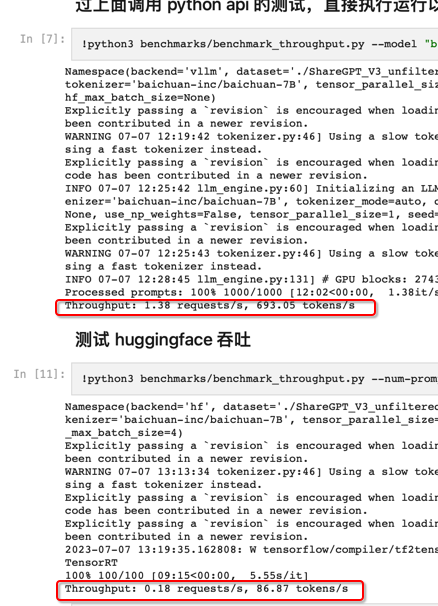 过上面调用 python api 的测试，直接执行运行以
In [7]:
!python3 benchmarks/benchmark_throughput.py --model "b
Namespace(backend='vllm', dataset='./ShareGPT_V3_unfilter
tokenizer='baichuan-inc/baichuan-7B', tensor_parallel_siz
hf_max_batch_size=None)
Explicitly passing a `revision` is encouraged when loadin
been contributed in a newer revision.
WARNING 07-07 12:19:42 tokenizer.py:46] Using a slow toke
sing a fast tokenizer instead.
Explicitly passing a `revision` is encouraged when loadin
code has been contributed in a newer revision.
INFO 07-07 12:25:42 llm_engine.py:60] Initializing an LLM
enizer='baichuan-inc/baichuan-7B', tokenizer_mode=auto, d
None, use_np_weights=False, tensor_parallel_size=1, seed=
Explicitly passing a `revision` is encouraged when loadin
been contributed in a newer revision.
WARNING 07-07 12:25:43 tokenizer.py:46] Using a slow toke
sing a fast tokenizer instead.
INFO 07-07 12:28:45 llm_engine.py:131] # GPU blocks: 2743
Processed prompts: 100% 1000/1000 [12:02<00:00, 1.38it/s
Throughput: 1.38 requests/s, 693.05 tokens/s
测试 huggingface 吞吐
In [11]:
!python3 benchmarks/benchmark_throughput.py --num-prom
Namespace(backend='hf', dataset='./ShareGPT_V3_unfiltered
kenizer='baichuan-inc/baichuan-7B', tensor_parallel_size=
_max_batch_size=4)
Explicitly passing a `revision` is encouraged when loadin
been contributed in a newer revision.
WARNING 07-07 13:13:34 tokenizer.py:46] Using a slow toke
sing a fast tokenizer instead.
Explicitly passing a `revision` is encouraged when loadin
code has been contributed in a newer revision.
Explicitly passing a `revision` is encouraged when loadin
been contributed in a newer revision.
2023-07-07 13:19:35.162808: W tensorflow/compiler/tf2tens
TensorRT
100% 100/100 [09:15<00:00, 5.55s/it]
Throughput: 0.18 requests/s, 86.87 tokens/s